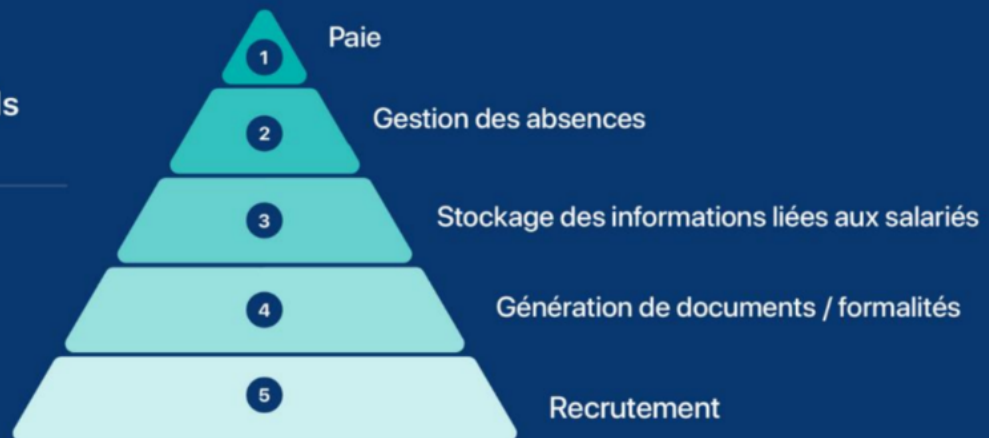 1
Paie
2
Gestion des absences
3
Stockage des informations liées aux salariés
4
Génération de documents / formalités
5
Recrutement